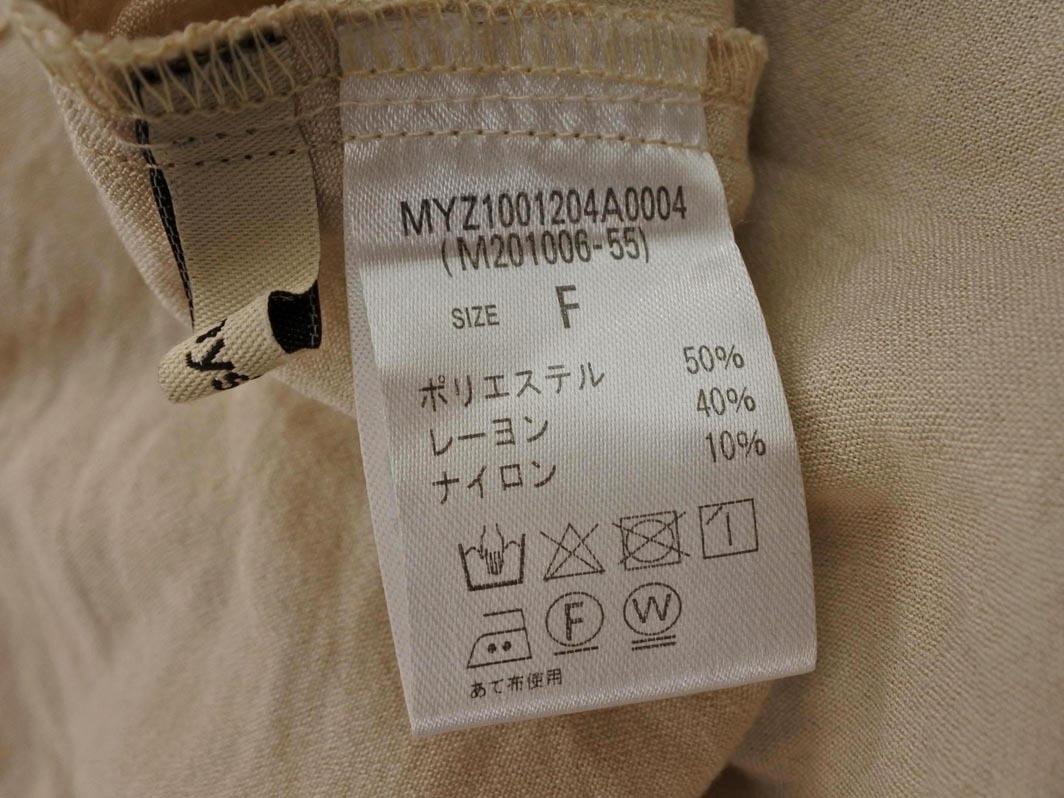 MYZ1001204A0004
(M201006-55)
SIZE F
ポリエステル 50%
レーヨン 40%
ナイロン 10%
F W
あて布使用